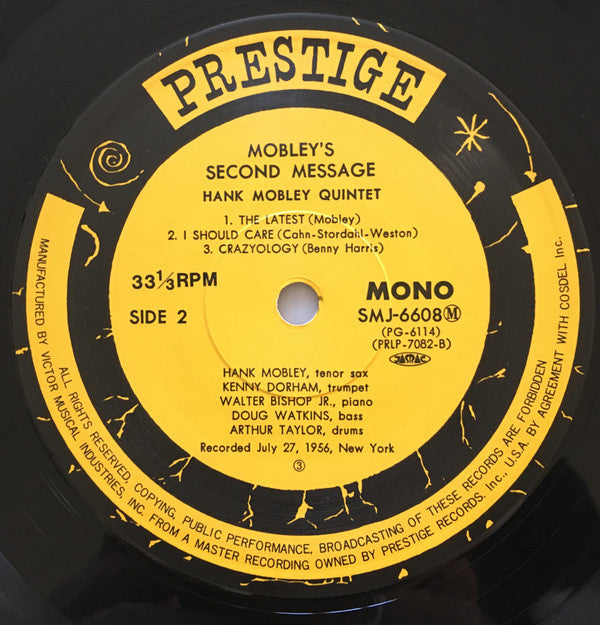 PRESTIGE
MOBLEY'S
SECOND MESSAGE
HANK MOBLEY QUINTET
1. THE LATEST (Mobley)
2. I SHOULD CARE (Cahn-Stordahl-Weston)
3. CRAZYOLOGY (Benny Harris)
33 1/3 RPM
SIDE 2
MONO
SMJ-6608Ⓜ
(PG-6114)
(PRLP-7082-B)
JASRAC
HANK MOBLEY, tenor sax
KENNY DORHAM, trumpet
WALTER BISHOP JR., piano
DOUG WATKINS, bass
ARTHUR TAYLOR, drums
Recorded July 27, 1956, New York
③
ALL RIGHTS RESERVED, COPYING, PUBLIC PERFORMANCE, BROADCASTING OF THESE RECORDS ARE FORBIDDEN
MANUFACTURED BY VICTOR MUSICAL INDUSTRIES, INC. FROM A MASTER RECORDING OWNED BY PRESTIGE RECORDS, Inc., U.S.A. BY AGREEMENT WITH COSDEL Inc.